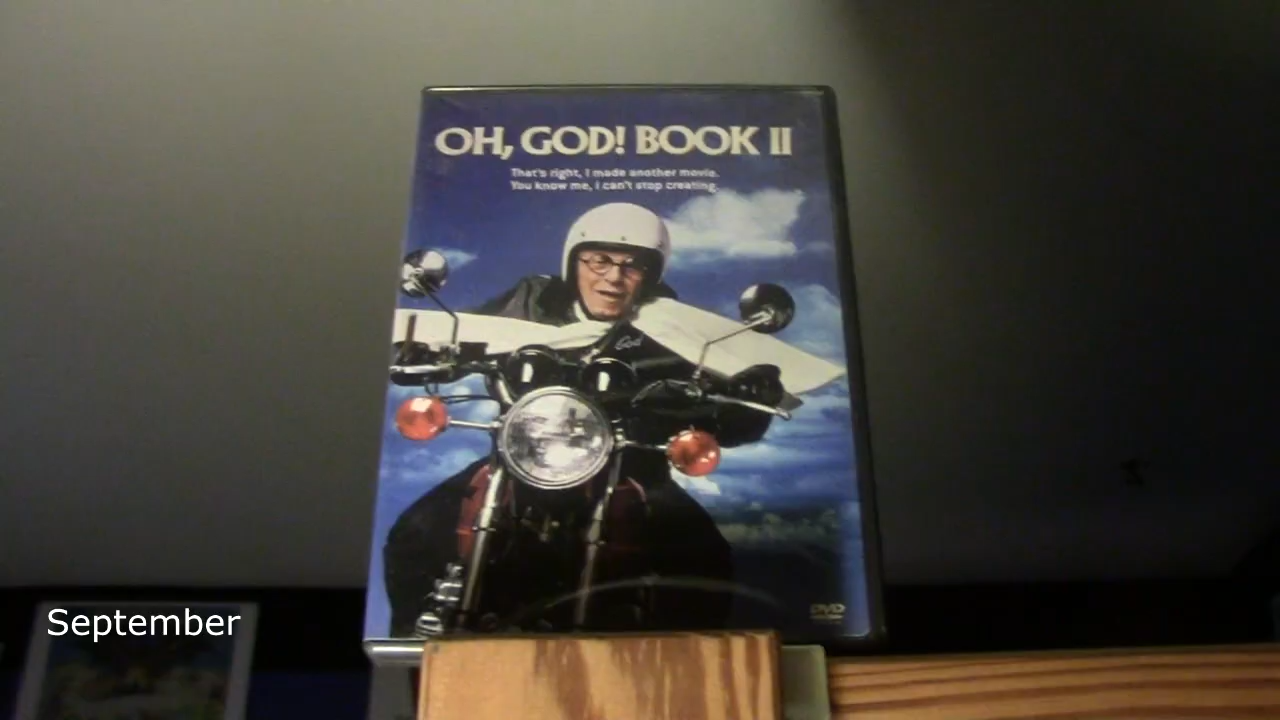 OH, GOD! BOOK II
That's right, I made another movie.
You know me, I can't stop creating.
God
DVD
September